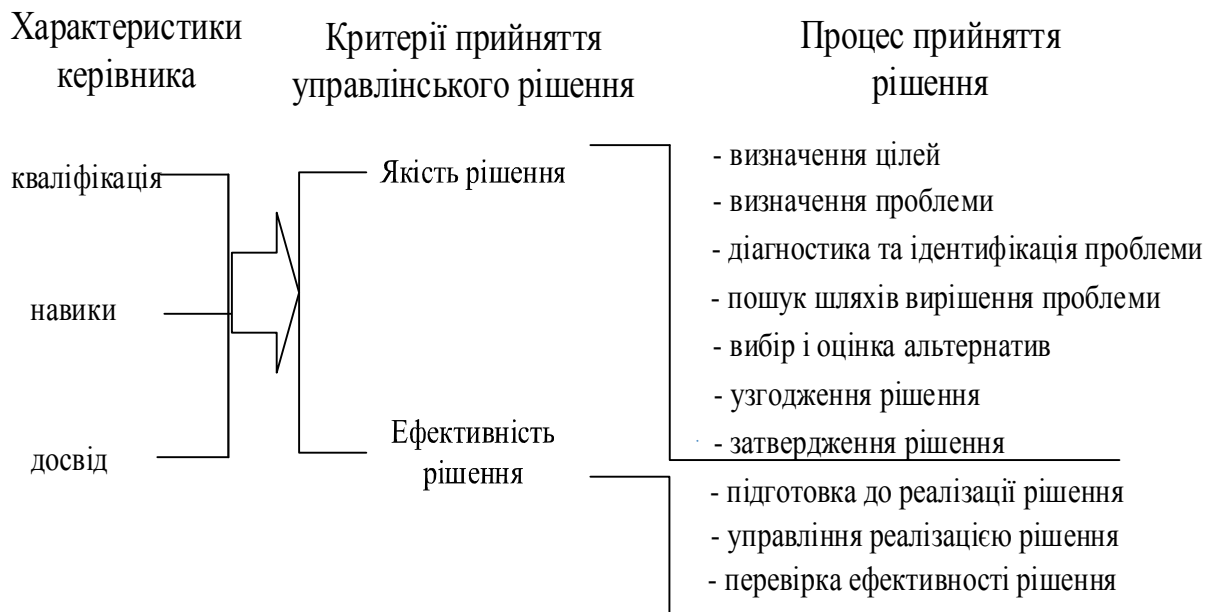 Характеристики
керівника
Критерії прийняття
управлінського рішення
Процес прийняття
рішення
кваліфікація
навики
досвід
Якість рішення
Ефективність
рішення
- визначення цілей
- визначення проблеми
- діагностика та ідентифікація проблеми
- пошук шляхів вирішення проблеми
- вибір і оцінка альтернатив
- узгодження рішення
- затвердження рішення
- підготовка до реалізації рішення
- управління реалізацією рішення
- перевірка ефективності рішення